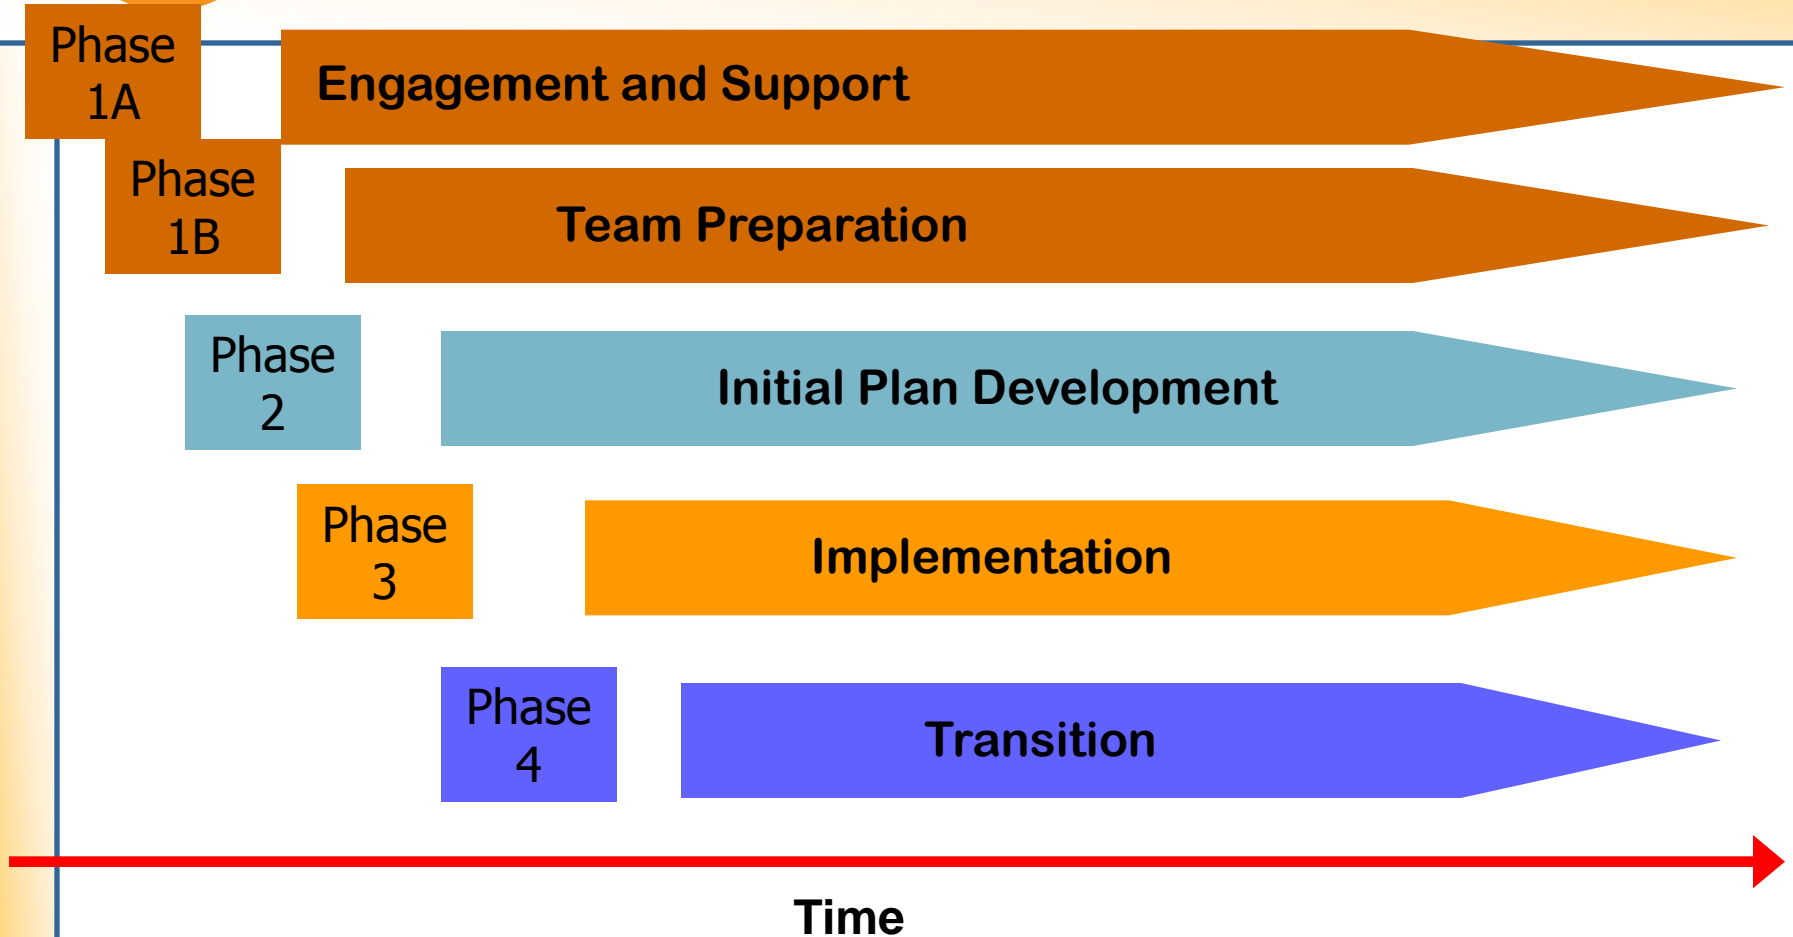 Phase
1A
Engagement and Support
Phase
1B
Team Preparation
Phase
2
Initial Plan Development
Phase
3
Implementation
Phase
4
Transition
Time